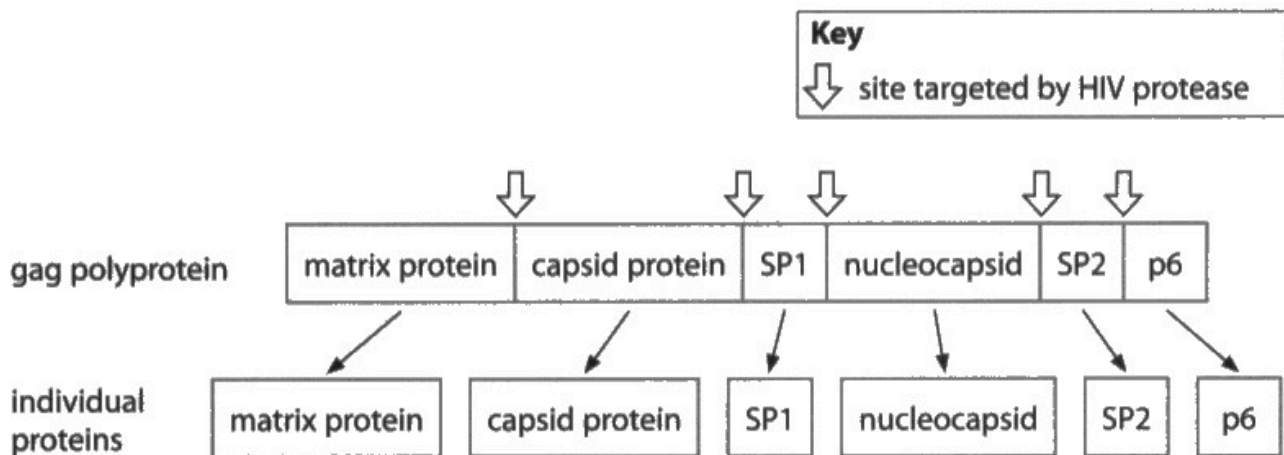 Key
site targeted by HIV protease
gag polyprotein
matrix protein
capsid protein
SP1
nucleocapsid
SP2
p6
individual
proteins
matrix protein
capsid protein
SP1
nucleocapsid
SP2
p6